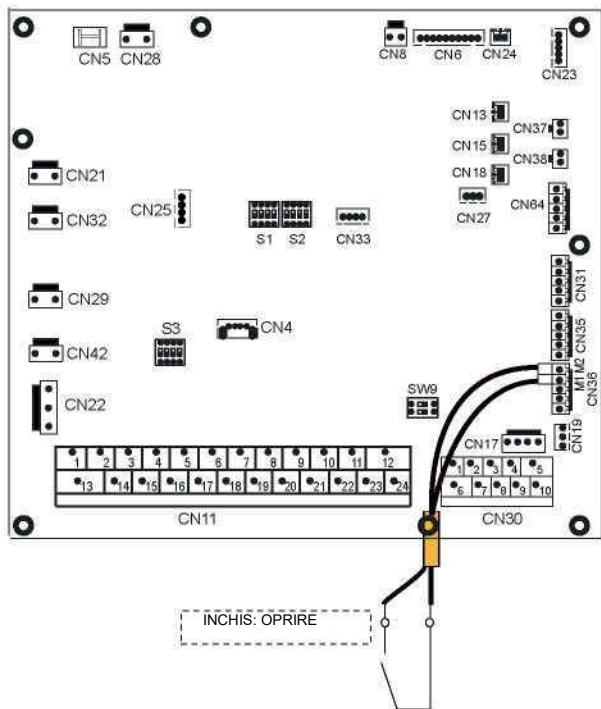 CN5
CN28
CN8
CN6
CN24
CN23
CN13
CN37
CN15
CN38
CN18
CN21
CN25
CN32
S1 S2
CN33
CN27
CN64
CN31
CN29
CN4
CN35
S3
CN42
M1 M2
CN36
CN22
SW9
CN17
CN19
1 2 3 4 5 6 7 8 9 10 11 12
13 14 15 16 17 18 19 20 21 22 23 24
CN11
1 2 3 4 5
6 7 8 9 10
CN30
INCHIS: OPRIRE